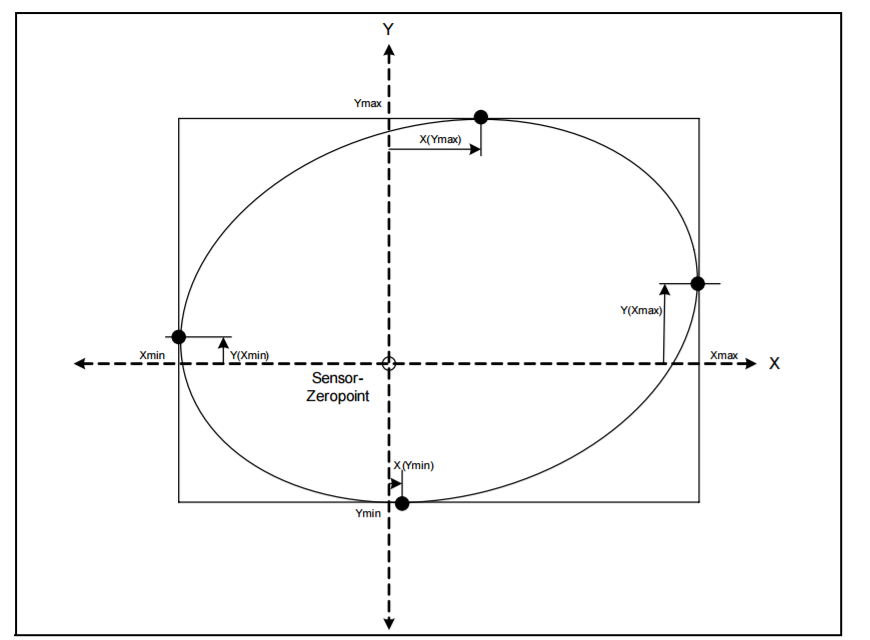 Y
Ymax
X(Ymax)
Y(Xmax)
Xmin
Y(Xmin)
Xmax
X
Sensor-
Zeropoint
X(Ymin)
Ymin